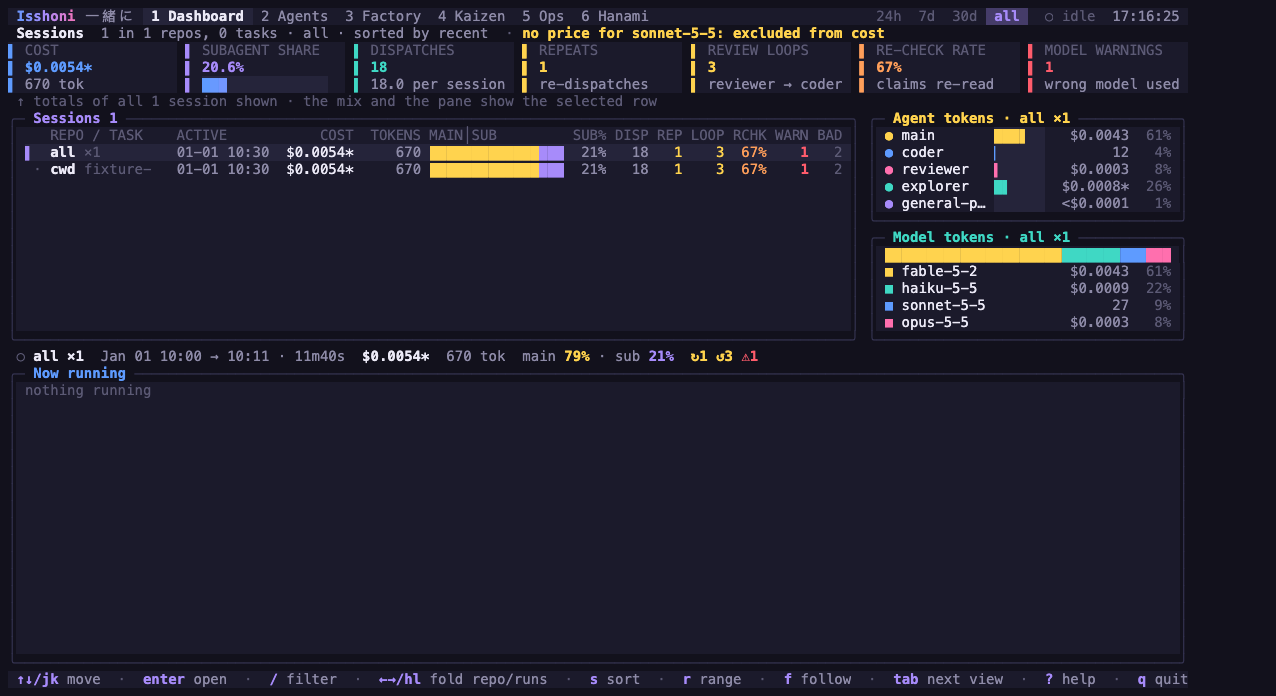 Isshoni 一緒に 1 Dashboard 2 Agents 3 Factory 4 Kaizen 5 Ops 6 Hanami 24h 7d 30d all ○ idle 17:16:25
Sessions 1 in 1 repos, 0 tasks · all · sorted by recent · no price for sonnet-5-5: excluded from cost
COST SUBAGENT SHARE DISPATCHES REPEATS REVIEW LOOPS RE-CHECK RATE MODEL WARNINGS
$0.0054* 20.6% 18 1 3 67% 1
670 tok 18.0 per session re-dispatches reviewer → coder claims re-read wrong model used
↑ totals of all 1 session shown · the mix and the pane show the selected row
Sessions 1
REPO / TASK ACTIVE COST TOKENS MAIN|SUB SUB% DISP REP LOOP RCHK WARN BAD
all ×1 01-01 10:30 $0.0054* 670 21% 18 1 3 67% 1 2
· cwd fixture- 01-01 10:30 $0.0054* 670 21% 18 1 3 67% 1 2
Agent tokens · all ×1
● main $0.0043 61%
● coder 12 4%
● reviewer $0.0003 8%
● explorer $0.0008* 26%
● general-p… <$0.0001 1%
Model tokens · all ×1
■ fable-5-2 $0.0043 61%
■ haiku-5-5 $0.0009 22%
■ sonnet-5-5 27 9%
■ opus-5-5 $0.0003 8%
○ all ×1 Jan 01 10:00 → 10:11 · 11m40s $0.0054* 670 tok main 79% · sub 21% ↻1 ↺3 ⚠1
Now running
nothing running
↑↓/jk move · enter open · / filter · ←→/hl fold repo/runs · s sort · r range · f follow · tab next view · ? help · q quit